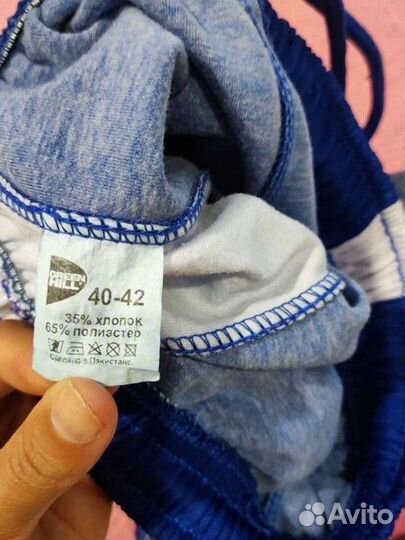 GREEN
HILL
40-42
35% хлопок
65% полиэстер
Сделано в Пакистане.
Avito